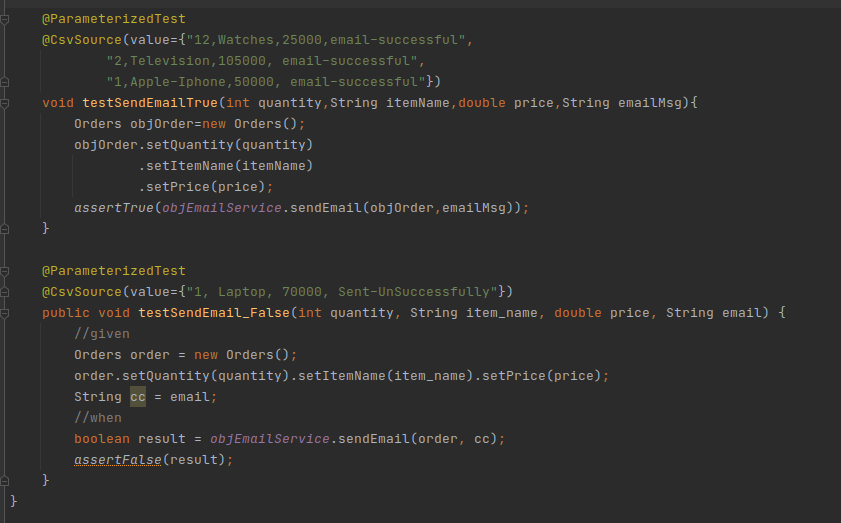 @ParameterizedTest
@CsvSource(value={"12,Watches,25000,email-successful",
"2,Television,105000, email-successful",
"1,Apple-Iphone,50000, email-successful"})
void testSendEmailTrue(int quantity,String itemName,double price,String emailMsg){
Orders objOrder=new Orders();
objOrder.setQuantity(quantity)
.setItemName(itemName)
.setPrice(price);
assertTrue(objEmailService.sendEmail(objOrder,emailMsg));
}
@ParameterizedTest
@CsvSource(value={"1, Laptop, 70000, Sent-UnSuccessfully"})
public void testSendEmail_False(int quantity, String item_name, double price, String email) {
//given
Orders order = new Orders();
order.setQuantity(quantity).setItemName(item_name).setPrice(price);
String cc = email;
//when
boolean result = objEmailService.sendEmail(order, cc);
assertFalse(result);
}
}